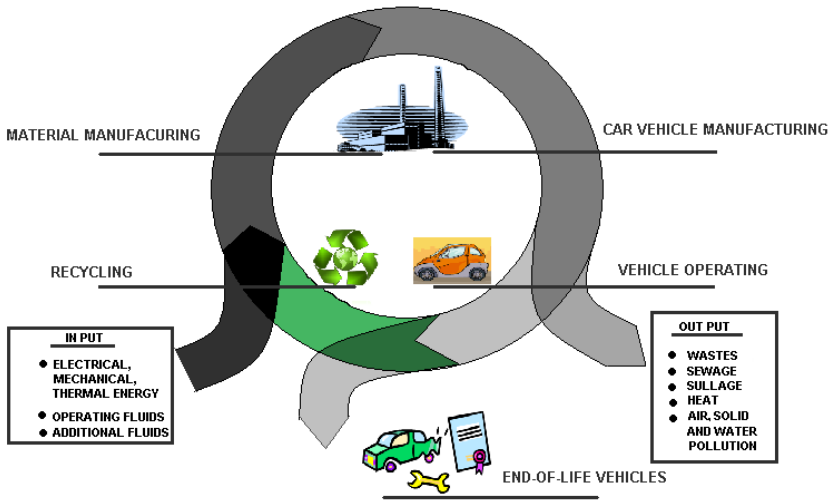 MATERIAL MANUFACURING
CAR VEHICLE MANUFACTURING
RECYCLING
VEHICLE OPERATING
IN PUT
ELECTRICAL,
MECHANICAL,
THERMAL ENERGY
OPERATING FLUIDS
ADDITIONAL FLUIDS
OUT PUT
WASTES
SEWAGE
SULLAGE
HEAT
AIR, SOLID
AND WATER
POLLUTION
END-OF-LIFE VEHICLES